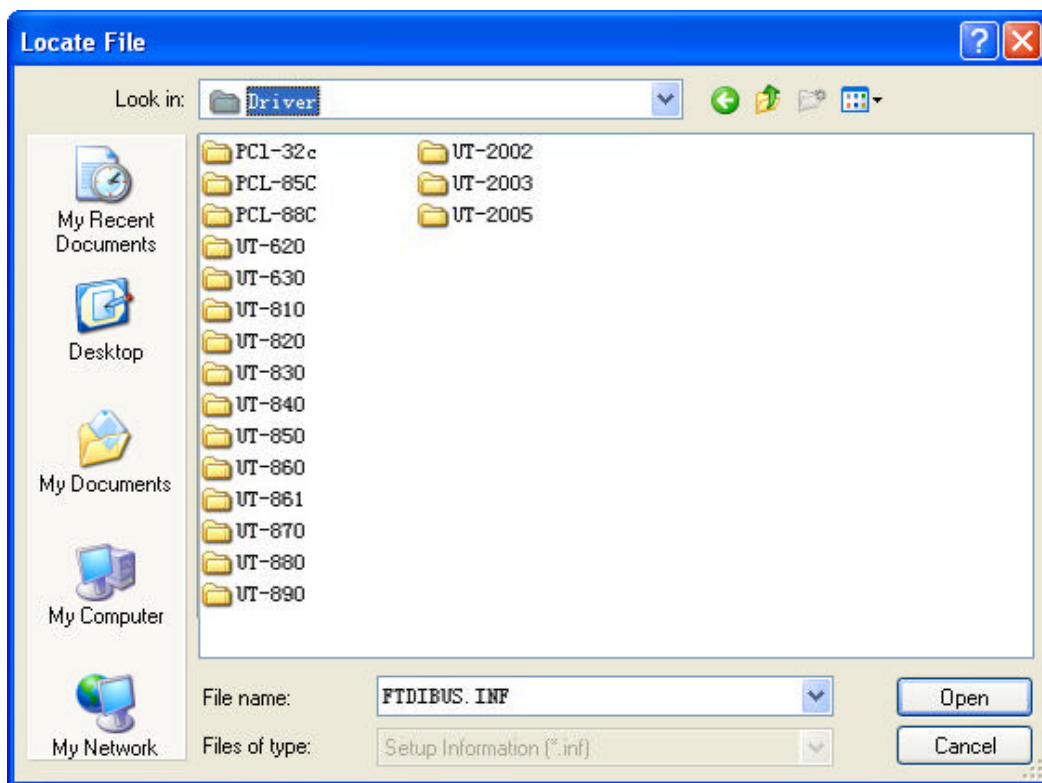 Locate File
Look in: Driver
My Recent
Documents
Desktop
My Documents
My Computer
My Network
PC1-32c
PCL-85C
PCL-88C
UT-620
UT-630
UT-810
UT-820
UT-830
UT-840
UT-850
UT-860
UT-861
UT-870
UT-880
UT-890
UT-2002
UT-2003
UT-2005
File name: FTDIBUS.INF Open
Files of type: Setup Information (*.inf) Cancel